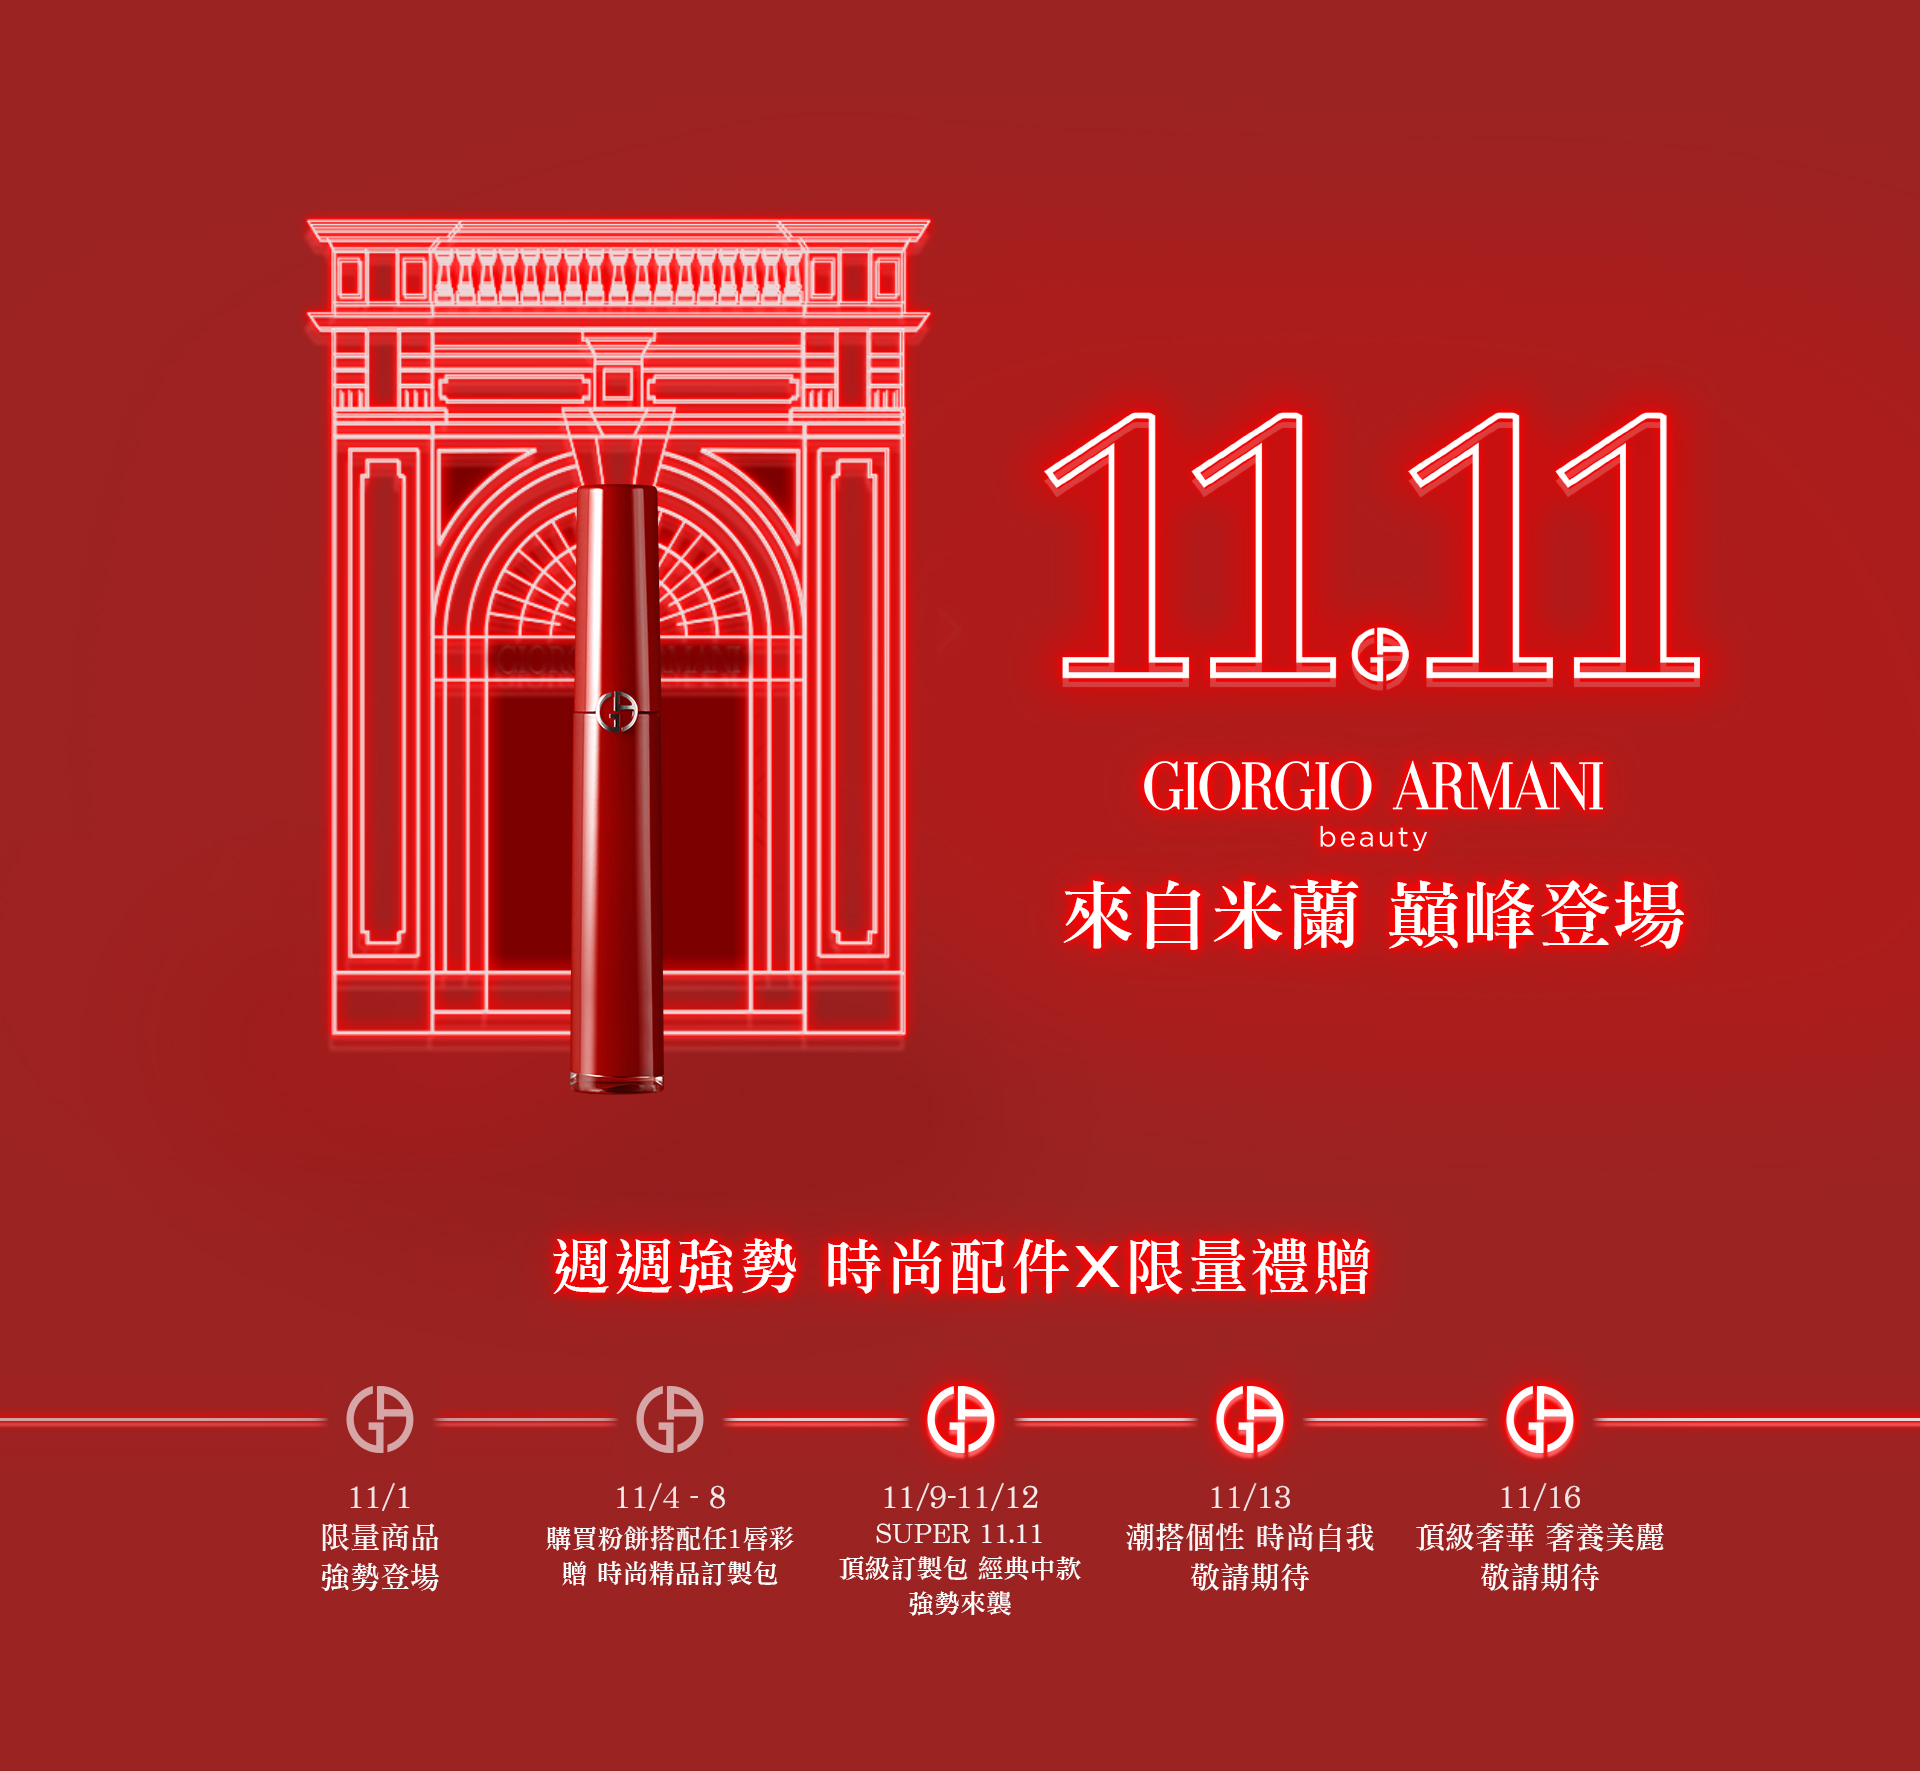 11.11
GIORGIO ARMANI
beauty
來自米蘭 巔峰登場
GIORGIO ARMANI
週週強勢 時尚配件X限量禮贈
11/1
限量商品
強勢登場
11/4 - 8
購買粉餅搭配任1唇彩
贈 時尚精品訂製包
11/9-11/12
SUPER 11.11
頂級訂製包 經典中款
強勢來襲
11/13
潮搭個性 時尚自我
敬請期待
11/16
頂級奢華 奢養美麗
敬請期待